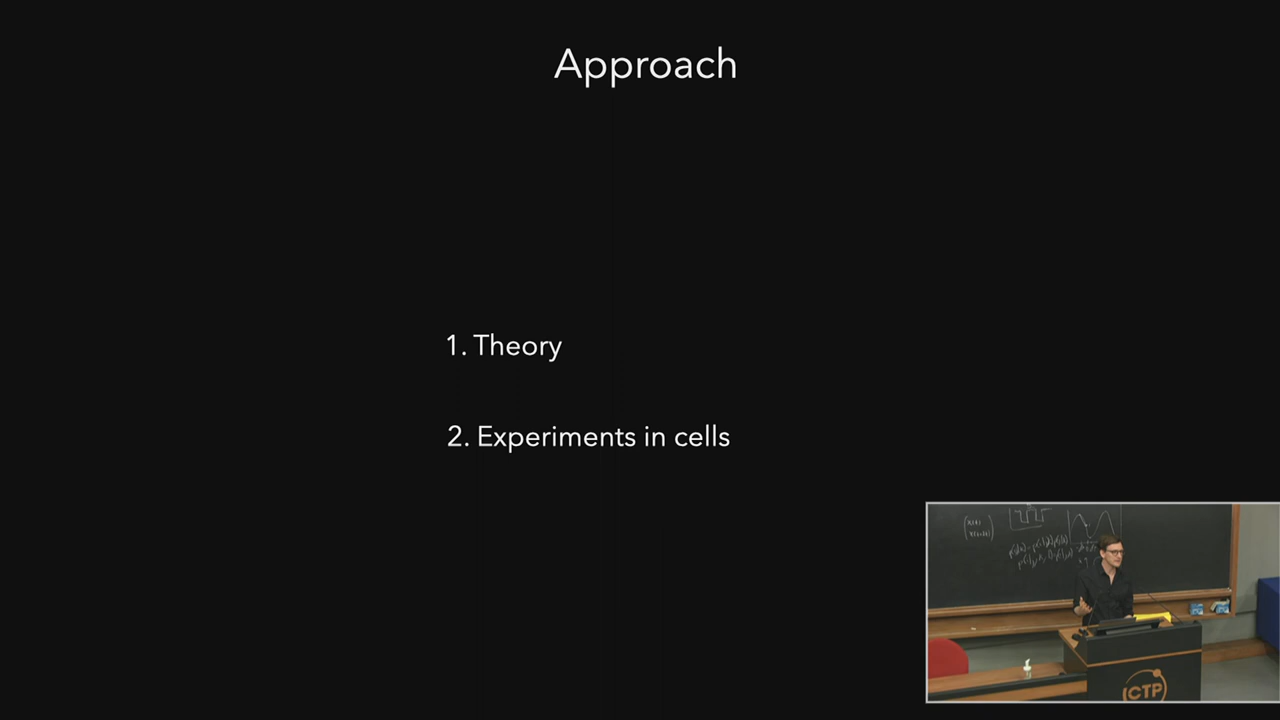 Approach
1. Theory
2. Experiments in cells
ICTP